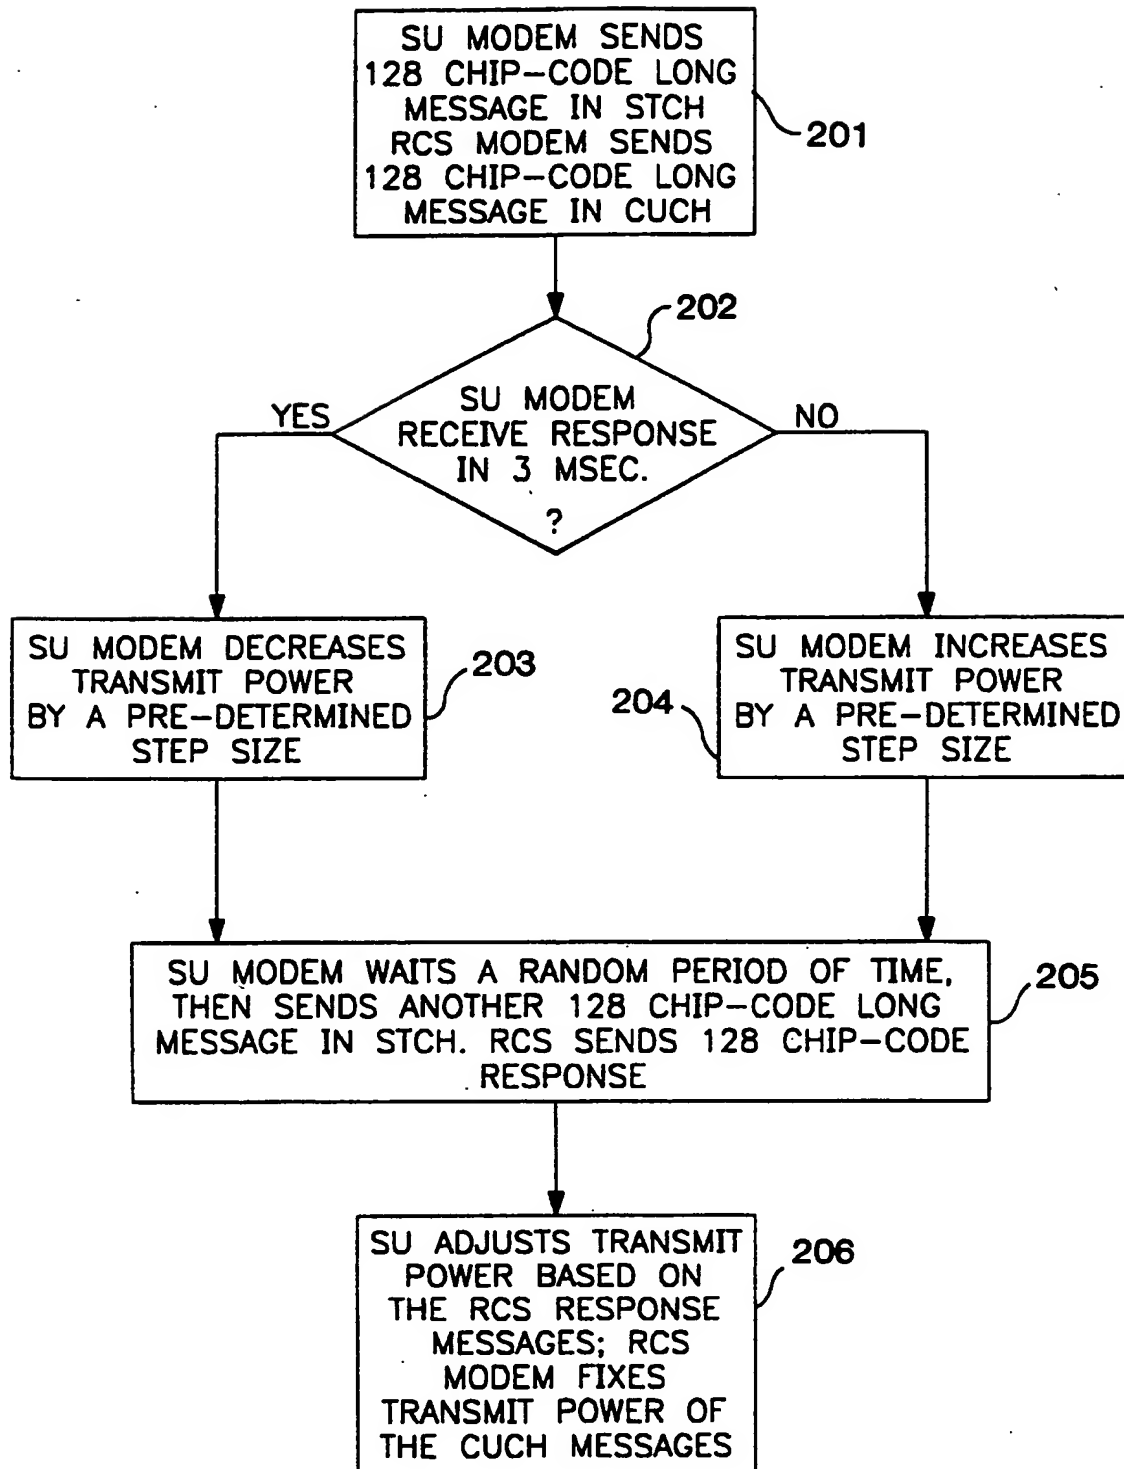 SU MODEM SENDS
128 CHIP-CODE LONG
MESSAGE IN STCH
RCS MODEM SENDS
128 CHIP-CODE LONG
MESSAGE IN CUCH
201
202
SU MODEM
RECEIVE RESPONSE
IN 3 MSEC.
?
YES
NO
SU MODEM DECREASES
TRANSMIT POWER
BY A PRE-DETERMINED
STEP SIZE
203
SU MODEM INCREASES
TRANSMIT POWER
BY A PRE-DETERMINED
STEP SIZE
204
SU MODEM WAITS A RANDOM PERIOD OF TIME,
THEN SENDS ANOTHER 128 CHIP-CODE LONG
MESSAGE IN STCH. RCS SENDS 128 CHIP-CODE
RESPONSE
205
SU ADJUSTS TRANSMIT
POWER BASED ON
THE RCS RESPONSE
MESSAGES; RCS
MODEM FIXES
TRANSMIT POWER OF
THE CUCH MESSAGES
206